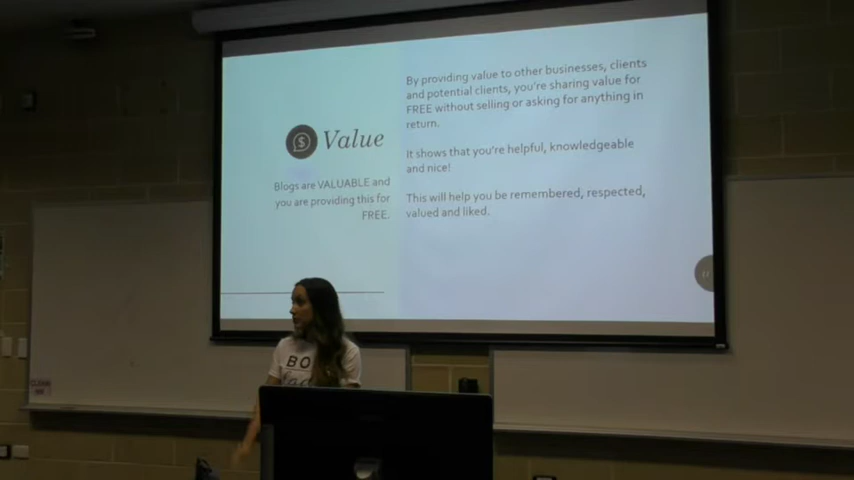 Value
Blogs are VALUABLE and
you are providing this for
FREE.
By providing value to other businesses, clients
and potential clients, you're sharing value for
FREE without selling or asking for anything in
return.
It shows that you're helpful, knowledgeable
and nice!
This will help you be remembered, respected,
valued and liked.
BO